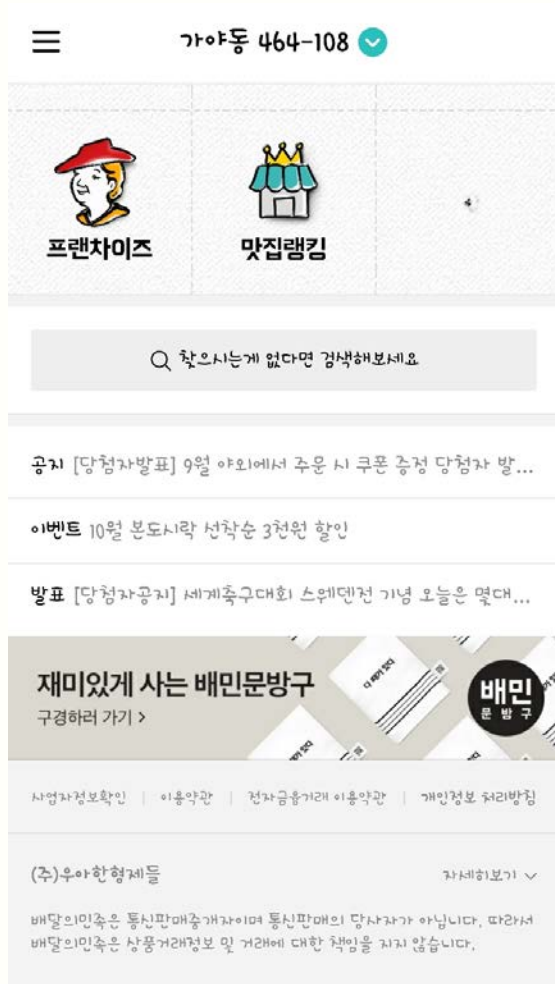 가야동 464-108
프랜차이즈
맛집랭킹
찾으시는게 없다면 검색해보세요
공지 [당첨자발표] 9월 야외에서 주문 시 쿠폰 증정 당첨자 발...
이벤트 10월 본도시락 선착순 3천원 할인
발표 [당첨자공지] 세계축구대회 스웨덴전 기념 오늘은 몇대...
재미있게 사는 배민문방구
구경하러 가기 >
다 때가 있다
다 때가 있다
배민
문방구
사업자정보확인 | 이용약관 | 전자금융거래 이용약관 | 개인정보 처리방침
(주)우아한형제들
자세히보기
배달의민족은 통신판매중개자이며 통신판매의 당사자가 아닙니다. 따라서
배달의민족은 상품거래정보 및 거래에 대한 책임을 지지 않습니다.